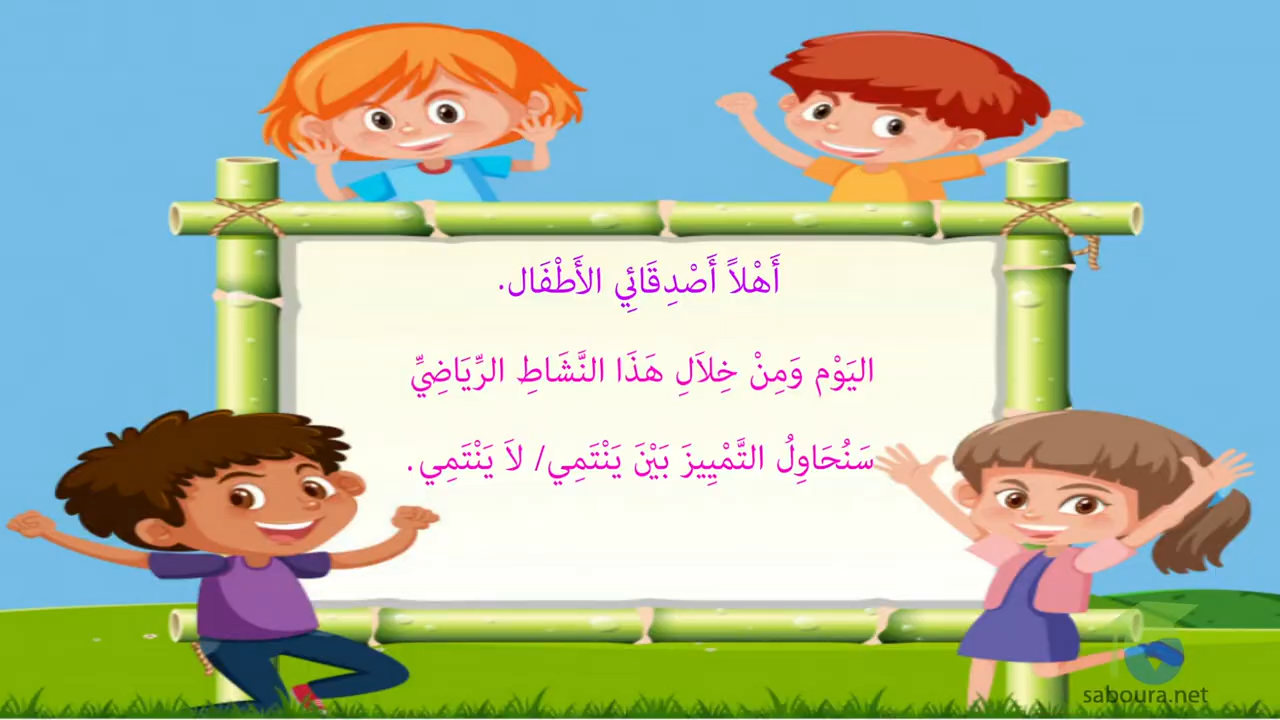 أَهْلاً أَصْدِقَائِي الأَطْفَال.
اليَوْم وَمِنْ خِلاَلِ هَذَا النَّشَاطِ الرِّيَاضِيِّ
سَنُحَاوِلُ التَّمْيِيزَ بَيْنَ يَنْتَمِي/ لاَ يَنْتَمِي.
saboura.net